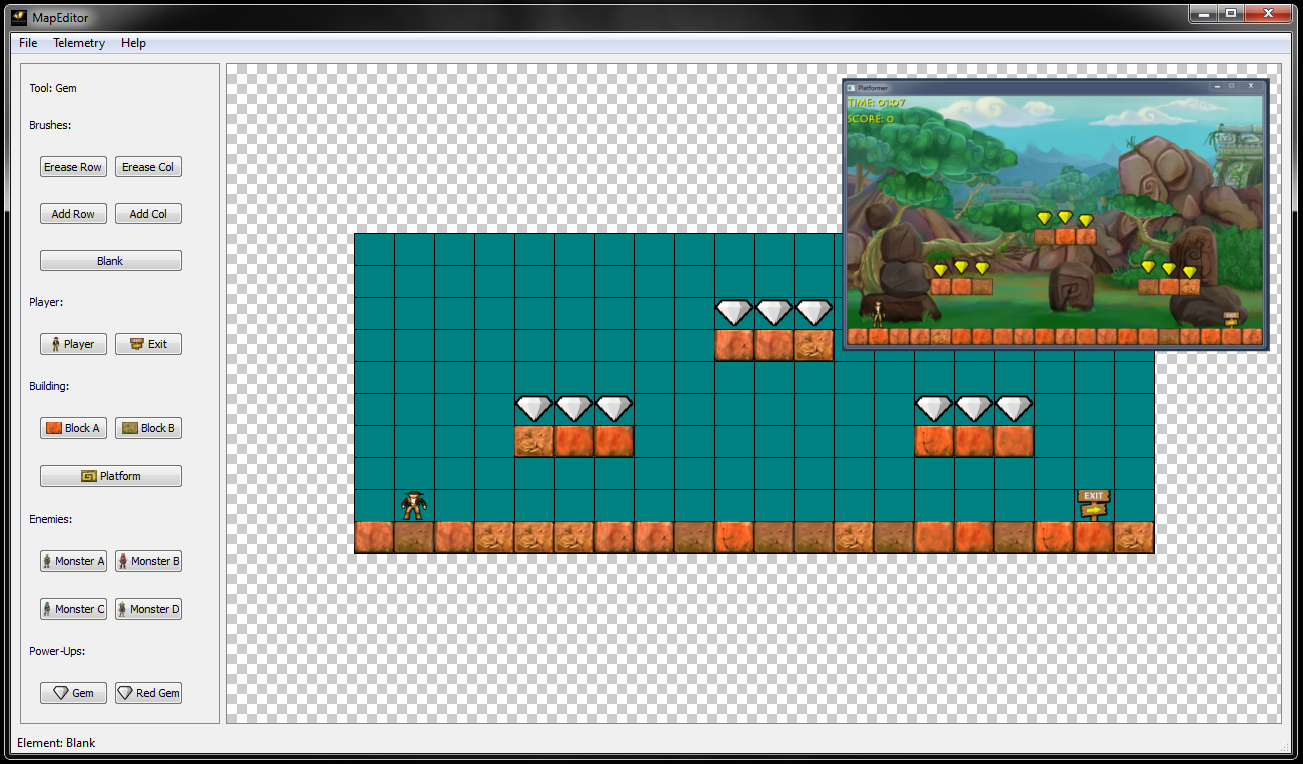 MapEditor
File Telemetry Help
Tool: Gem
Brushes:
Erease Row Erease Col
Add Row Add Col
Blank
Player:
Player Exit
Building:
Block A Block B
Platform
Enemies:
Monster A Monster B
Monster C Monster D
Power-Ups:
Gem Red Gem
Element: Blank
EXIT
Platformer
TIME: 01:07
SCORE: 0
EXIT